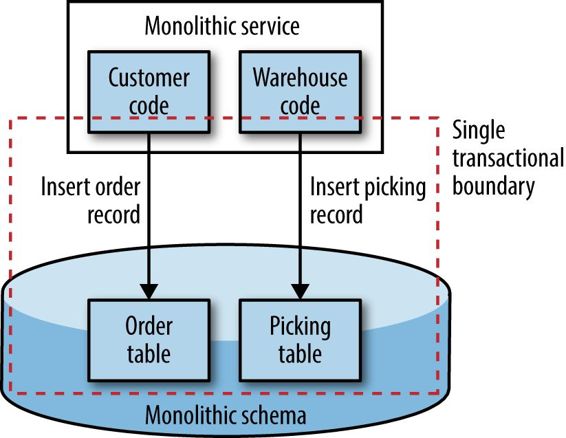 Monolithic service
Customer
code
Warehouse
code
Single
transactional
boundary
Insert order
record
Insert picking
record
Order
table
Picking
table
Monolithic schema